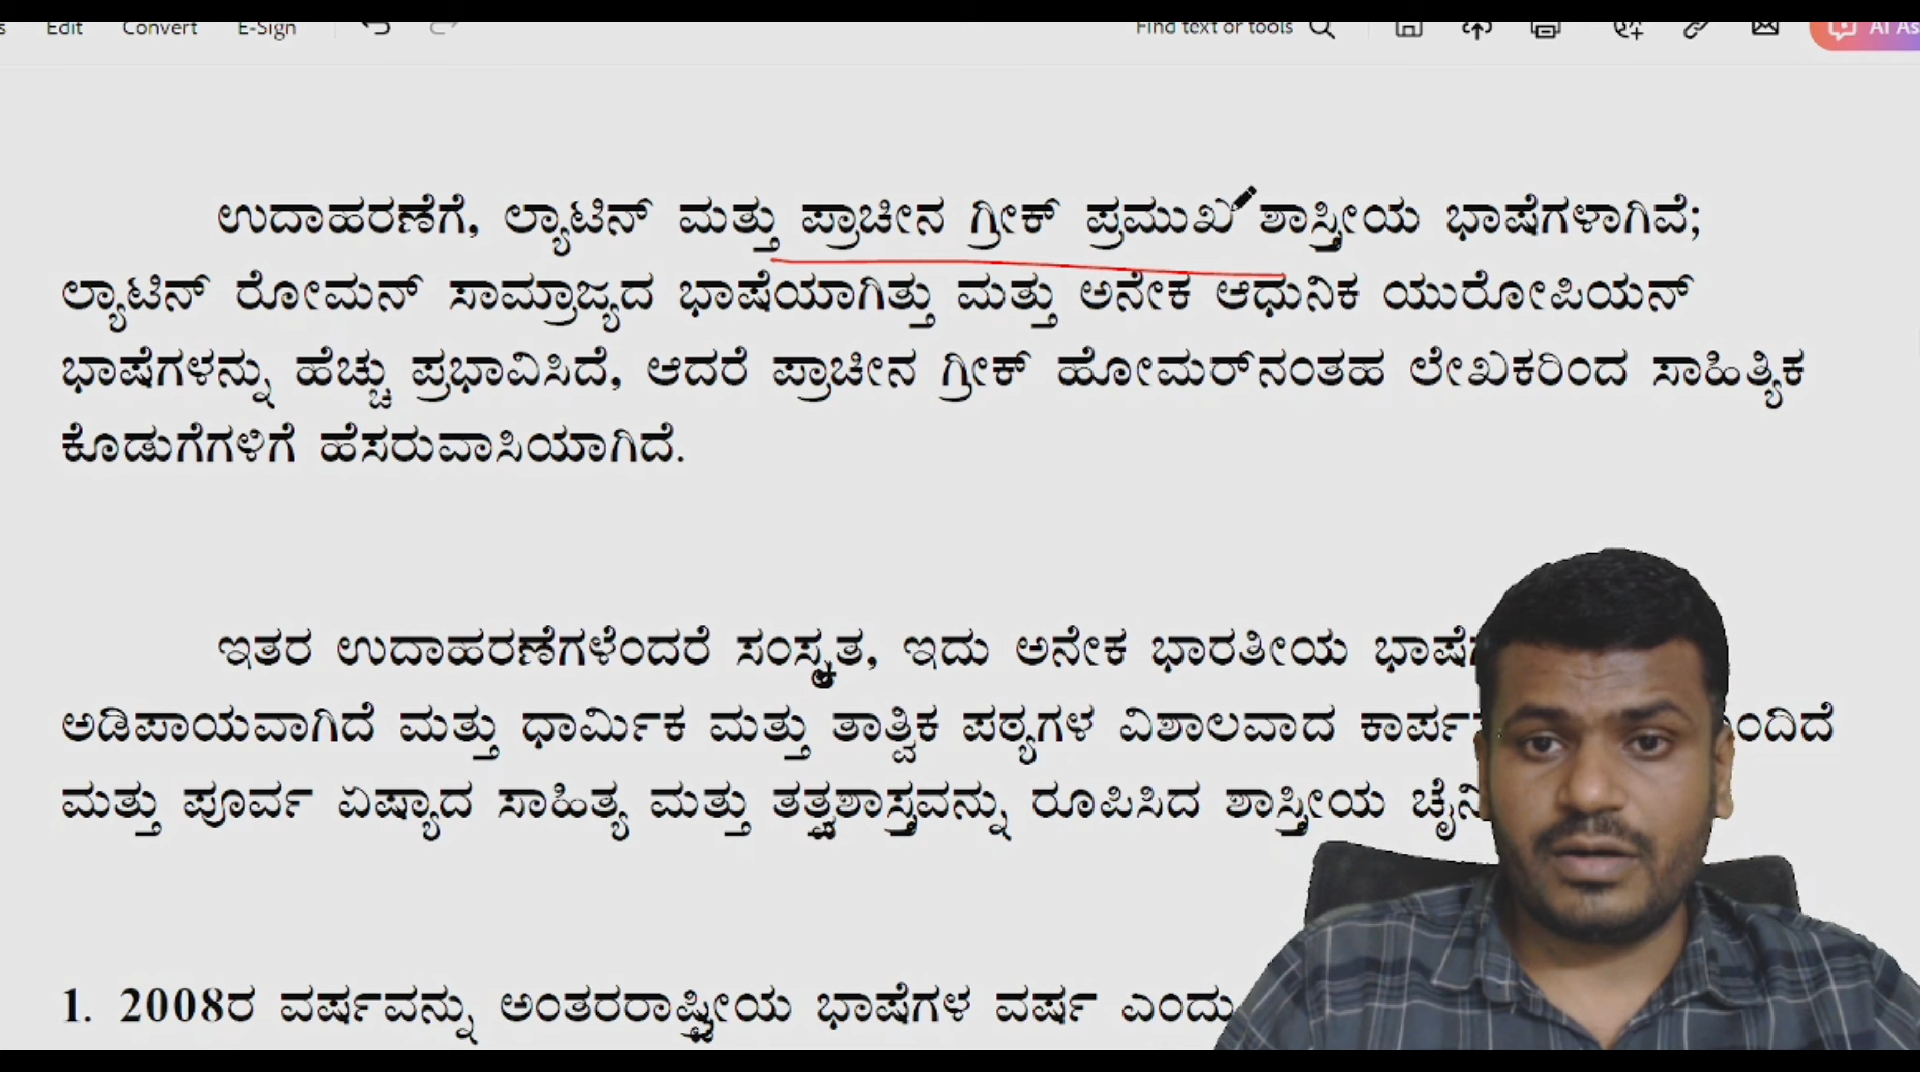 Edit Convert E-Sign Find text or tools
ಉದಾಹರಣೆಗೆ, ಲ್ಯಾಟಿನ್ ಮತ್ತು ಪ್ರಾಚೀನ ಗ್ರೀಕ್ ಪ್ರಮುಖ ಶಾಸ್ತ್ರೀಯ ಭಾಷೆಗಳಾಗಿವೆ;
ಲ್ಯಾಟಿನ್ ರೋಮನ್ ಸಾಮ್ರಾಜ್ಯದ ಭಾಷೆಯಾಗಿತ್ತು ಮತ್ತು ಅನೇಕ ಆಧುನಿಕ ಯುರೋಪಿಯನ್
ಭಾಷೆಗಳನ್ನು ಹೆಚ್ಚು ಪ್ರಭಾವಿಸಿದೆ, ಆದರೆ ಪ್ರಾಚೀನ ಗ್ರೀಕ್ ಹೋಮರ್‌ನಂತಹ ಲೇಖಕರಿಂದ ಸಾಹಿತ್ಯಿಕ
ಕೊಡುಗೆಗಳಿಗೆ ಹೆಸರುವಾಸಿಯಾಗಿದೆ.
ಇತರ ಉದಾಹರಣೆಗಳೆಂದರೆ ಸಂಸ್ಕೃತ, ಇದು ಅನೇಕ ಭಾರತೀಯ
ಅಡಿಪಾಯವಾಗಿದೆ ಮತ್ತು ಧಾರ್ಮಿಕ ಮತ್ತು ತಾತ್ವಿಕ ಪಠ್ಯಗಳ ವಿಶಾಲವಾದ
ಮತ್ತು ಪೂರ್ವ ಏಷ್ಯಾದ ಸಾಹಿತ್ಯ ಮತ್ತು ತತ್ವಶಾಸ್ತ್ರವನ್ನು ರೂಪಿಸಿದ ಶಾಸ್ತ್ರೀಯ
1. 2008ರ ವರ್ಷವನ್ನು ಅಂತರರಾಷ್ಟ್ರೀಯ ಭಾಷೆಗಳ ವರ್ಷ ಎಂದು